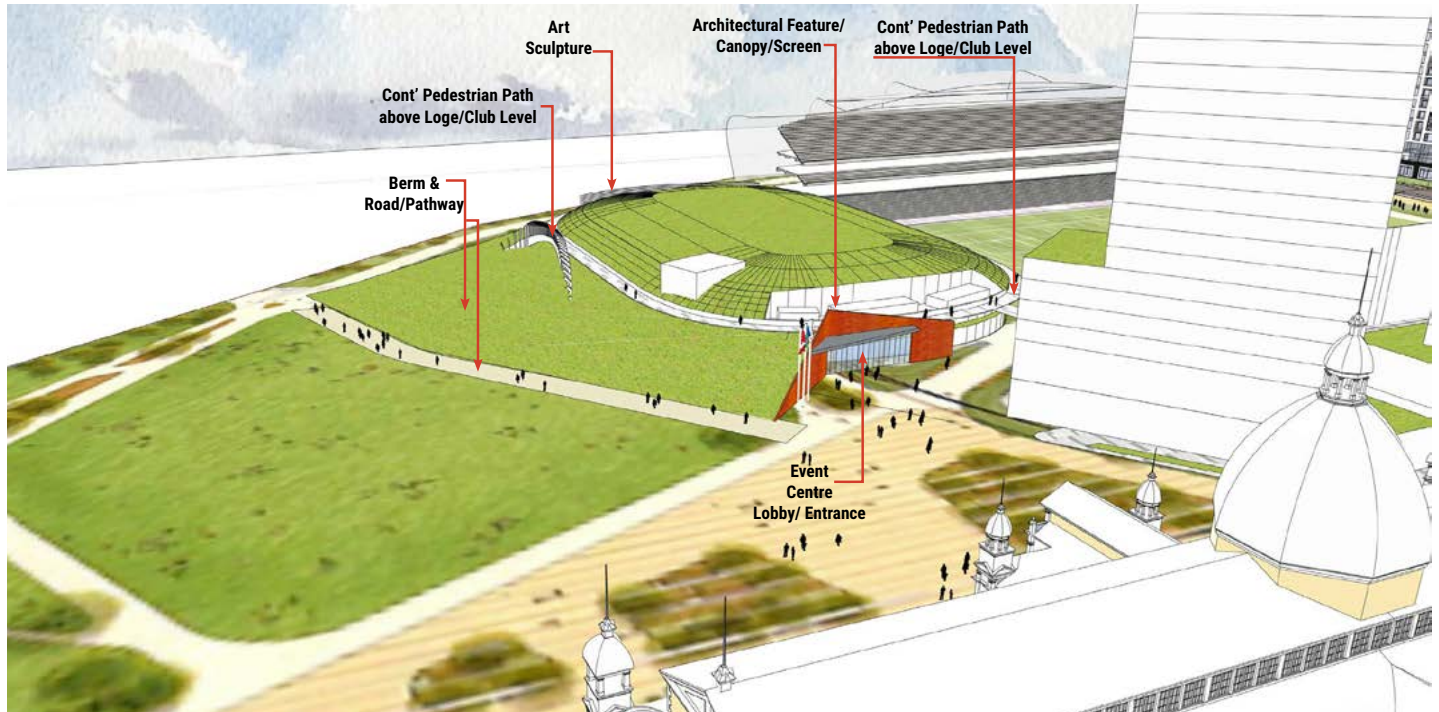 Art
Sculpture
Architectural Feature/
Canopy/Screen
Cont’ Pedestrian Path
above Loge/Club Level
Cont’ Pedestrian Path
above Loge/Club Level
Berm &
Road/Pathway
Event
Centre
Lobby/ Entrance